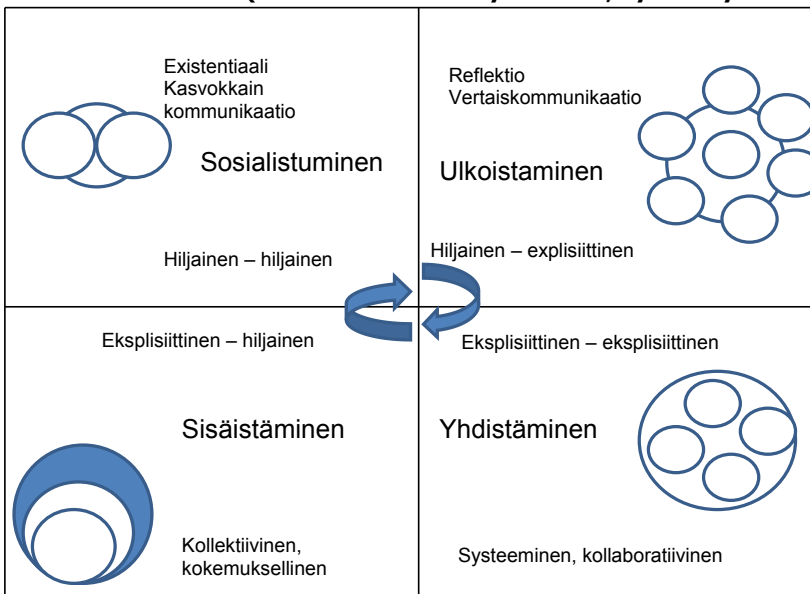 Existentiaali
Kasvokkain
kommunikaatio
Sosialistuminen
Hiljainen – hiljainen
Reflektio
Vertaiskommunikaatio
Ulkoistaminen
Hiljainen – explisiittinen
Eksplisiittinen – hiljainen
Sisäistäminen
Kollektiivinen,
kokemuksellinen
Eksplisiittinen – eksplisiittinen
Yhdistäminen
Systeeminen, kollaboratiivinen